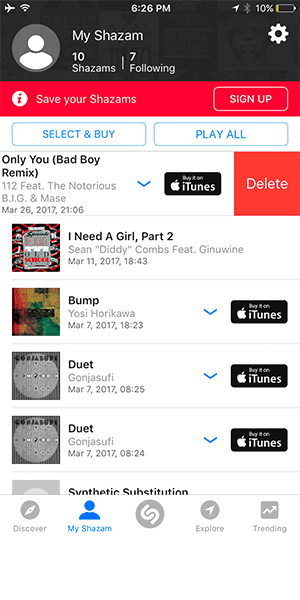 6:26 PM
10%
My Shazam
10 Shazams
7 Following
Save your Shazams
SIGN UP
SELECT & BUY
PLAY ALL
Only You (Bad Boy
Remix)
112 Feat. The Notorious
B.I.G. & Mase
Mar 26, 2017, 21:06
Buy it on
iTunes
Delete
I Need A Girl, Part 2
Sean "Diddy" Combs Feat. Ginuwine
Mar 11, 2017, 18:43
Bump
Yosi Horikawa
Mar 7, 2017, 18:23
Buy it on
iTunes
GONJASUFI
Duet
Gonjasufi
Mar 7, 2017, 08:25
Buy it on
iTunes
GONJASUFI
Duet
Gonjasufi
Mar 7, 2017, 08:24
Buy it on
iTunes
Synthetic Substitution
Discover
My Shazam
Explore
Trending